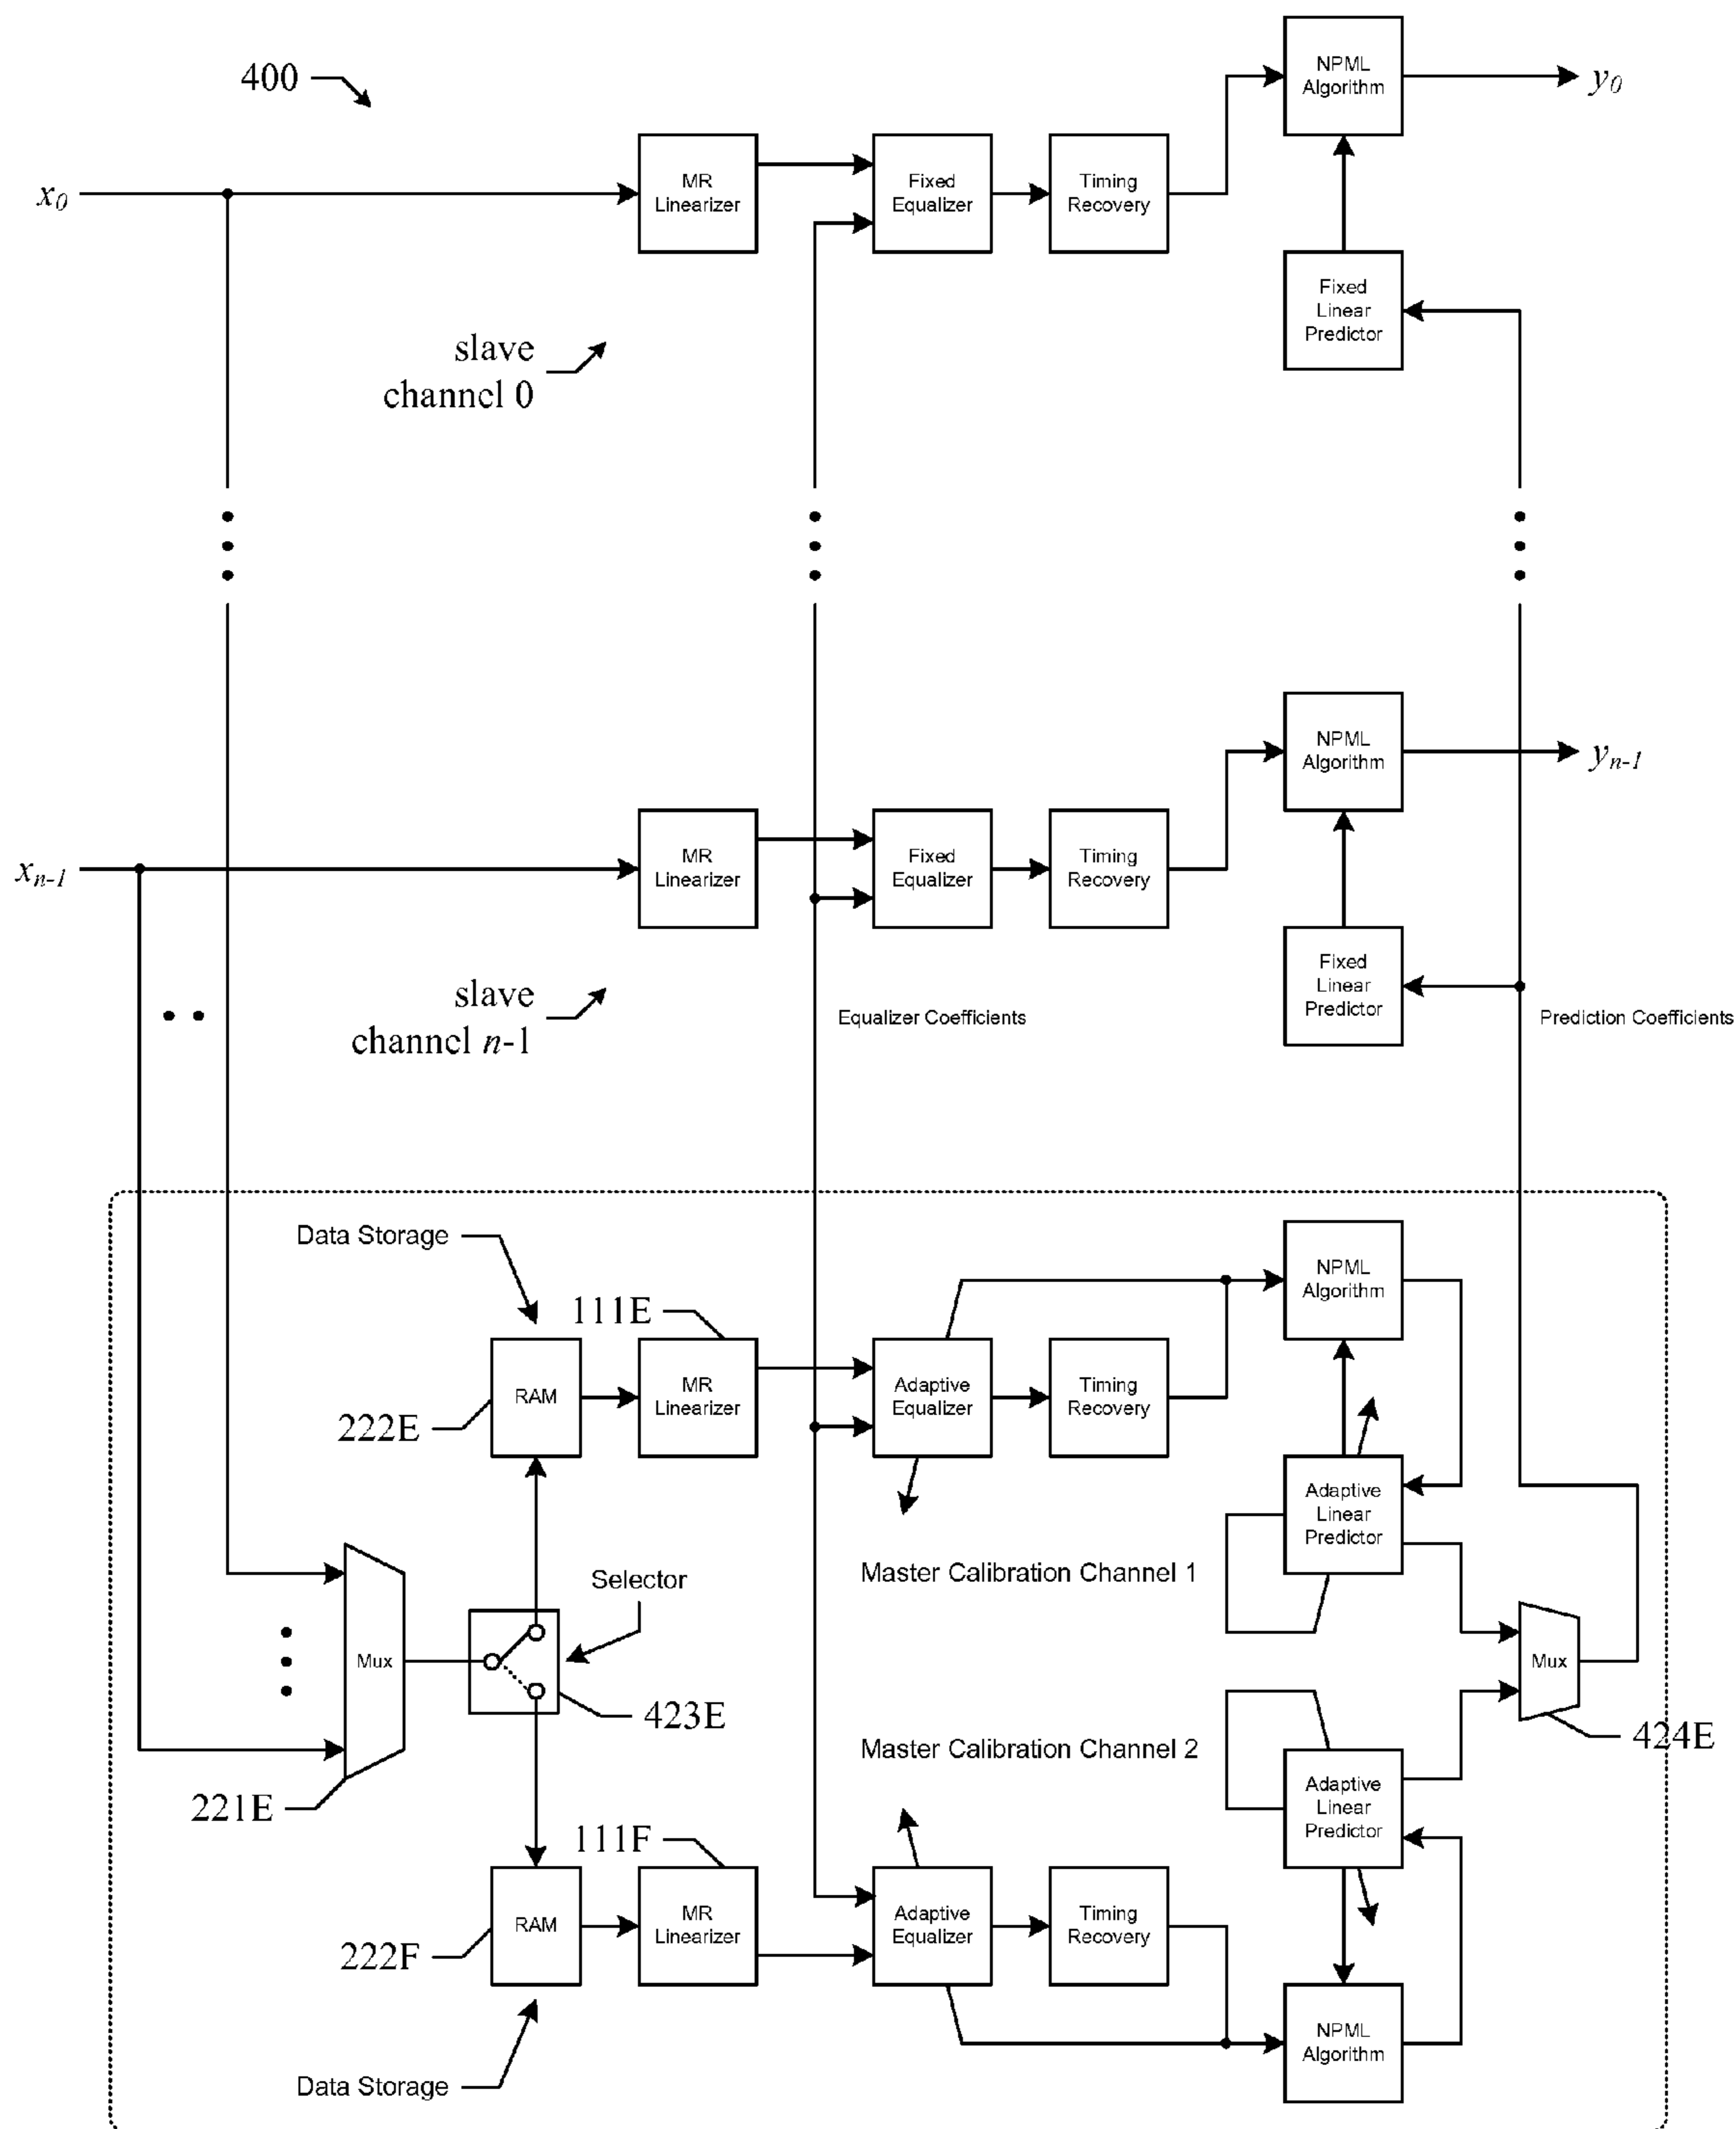 400
NPML
Algorithm
y0
x0
MR
Linearizer
Fixed
Equalizer
Timing
Recovery
Fixed
Linear
Predictor
slave
channel 0
NPML
Algorithm
yn-1
xn-1
MR
Linearizer
Fixed
Equalizer
Timing
Recovery
Fixed
Linear
Predictor
slave
channel n-1
Equalizer Coefficients
Prediction Coefficients
Data Storage
NPML
Algorithm
111E
RAM
MR
Linearizer
Adaptive
Equalizer
Timing
Recovery
222E
Adaptive
Linear
Predictor
Selector
Master Calibration Channel 1
Mux
Mux
423E
424E
Master Calibration Channel 2
221E
Adaptive
Linear
Predictor
111F
RAM
MR
Linearizer
Adaptive
Equalizer
Timing
Recovery
222F
NPML
Algorithm
Data Storage